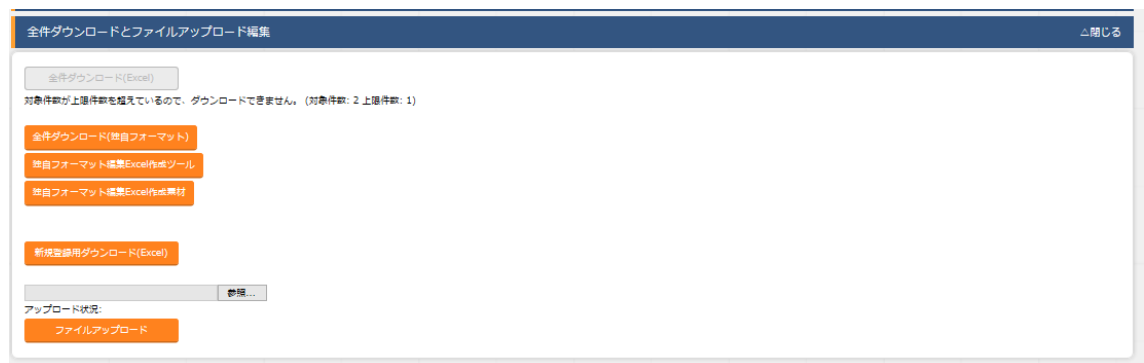 全件ダウンロードとファイルアップロード編集
△閉じる
全件ダウンロード(Excel)
対象件数が上限件数を超えているので、ダウンロードできません。 (対象件数: 2 上限件数: 1)
全件ダウンロード(独自フォーマット)
独自フォーマット編集Excel作成ツール
独自フォーマット編集Excel作成素材
新規登録用ダウンロード(Excel)
参照...
アップロード状況:
ファイルアップロード